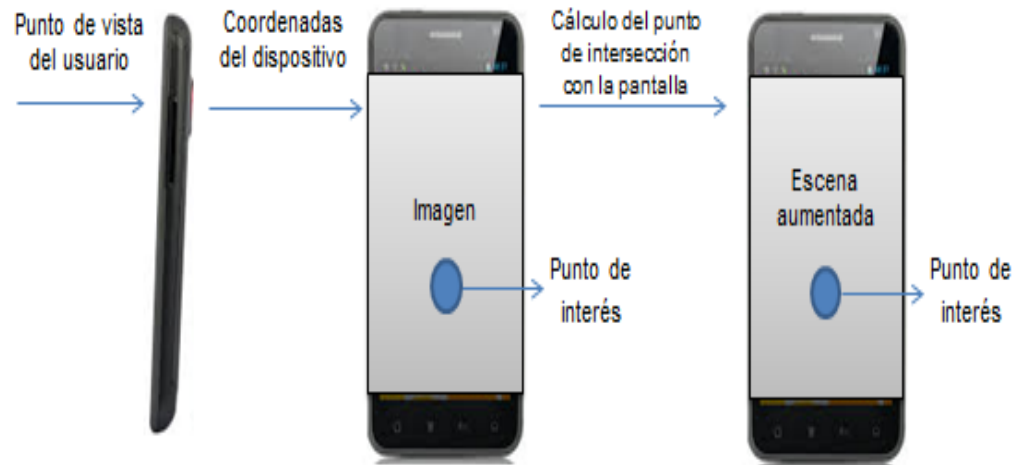 Punto de vista
del usuario
Coordenadas
del dispositivo
Cálculo del punto
de intersección
con la pantalla
Imagen
Punto de
interés
Escena
aumentada
Punto de
interés